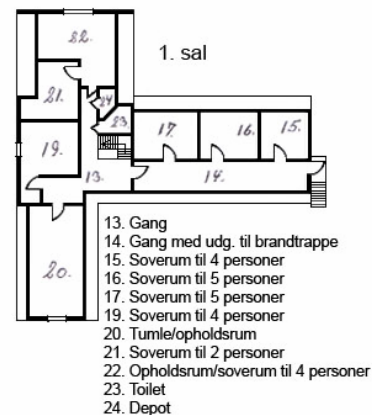 22.
1. sal
21.
24
23
17.
16.
15.
19.
13.
14.
20.
13. Gang
14. Gang med udg. til brandtrappe
15. Soverum til 4 personer
16. Soverum til 5 personer
17. Soverum til 5 personer
19. Soverum til 4 personer
20. Tumle/opholdsrum
21. Soverum til 2 personer
22. Opholdsrum/soverum til 4 personer
23. Toilet
24. Depot